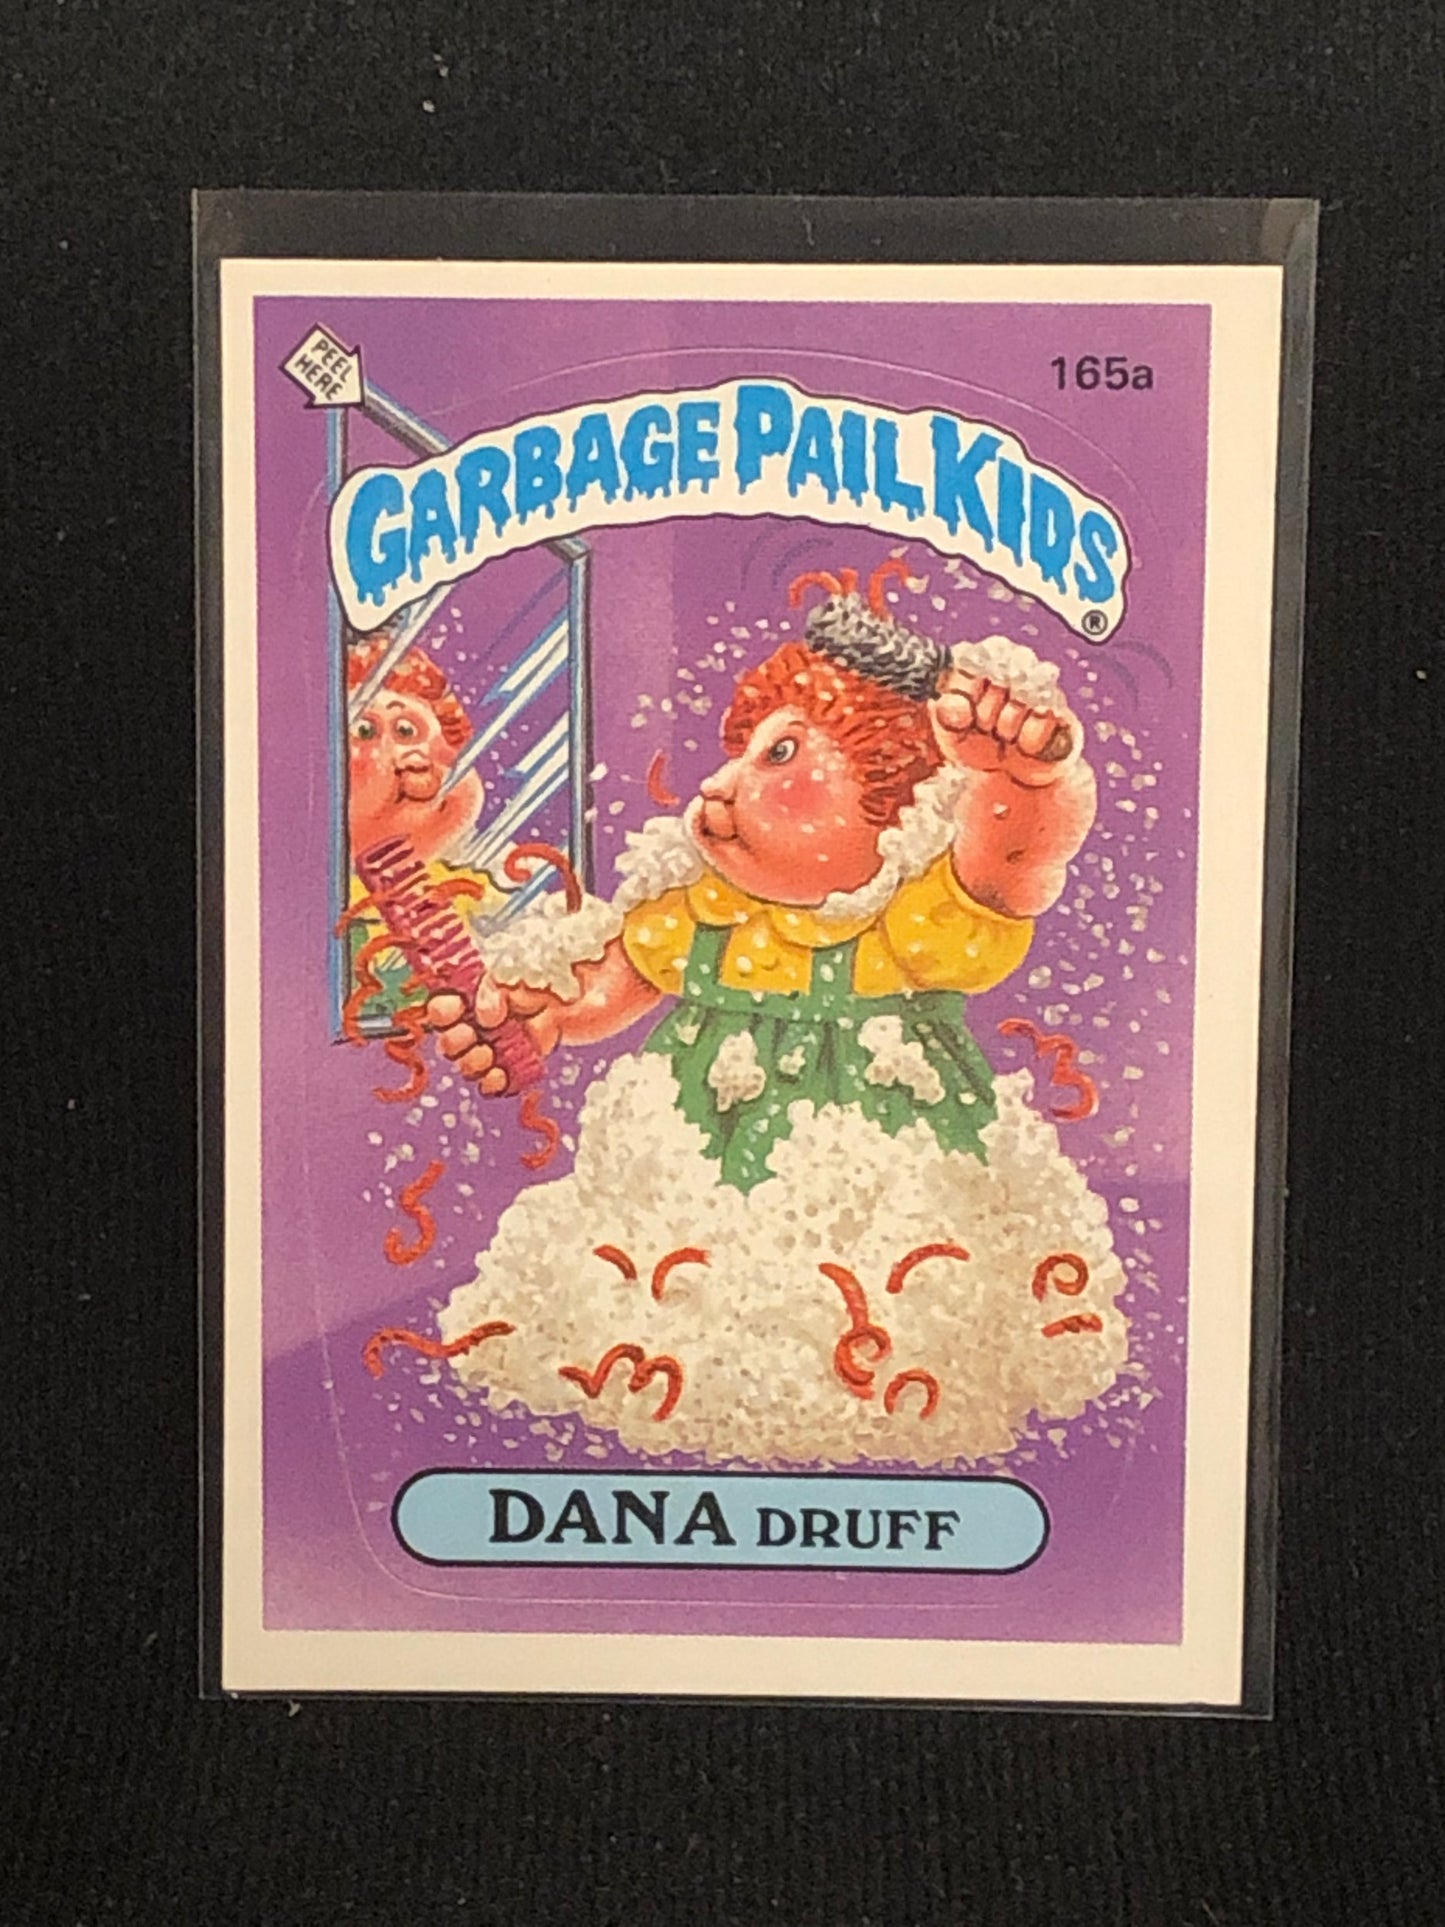 PEEL
HERE
165a
GARBAGE PAIL KIDS
®
DANA DRUFF